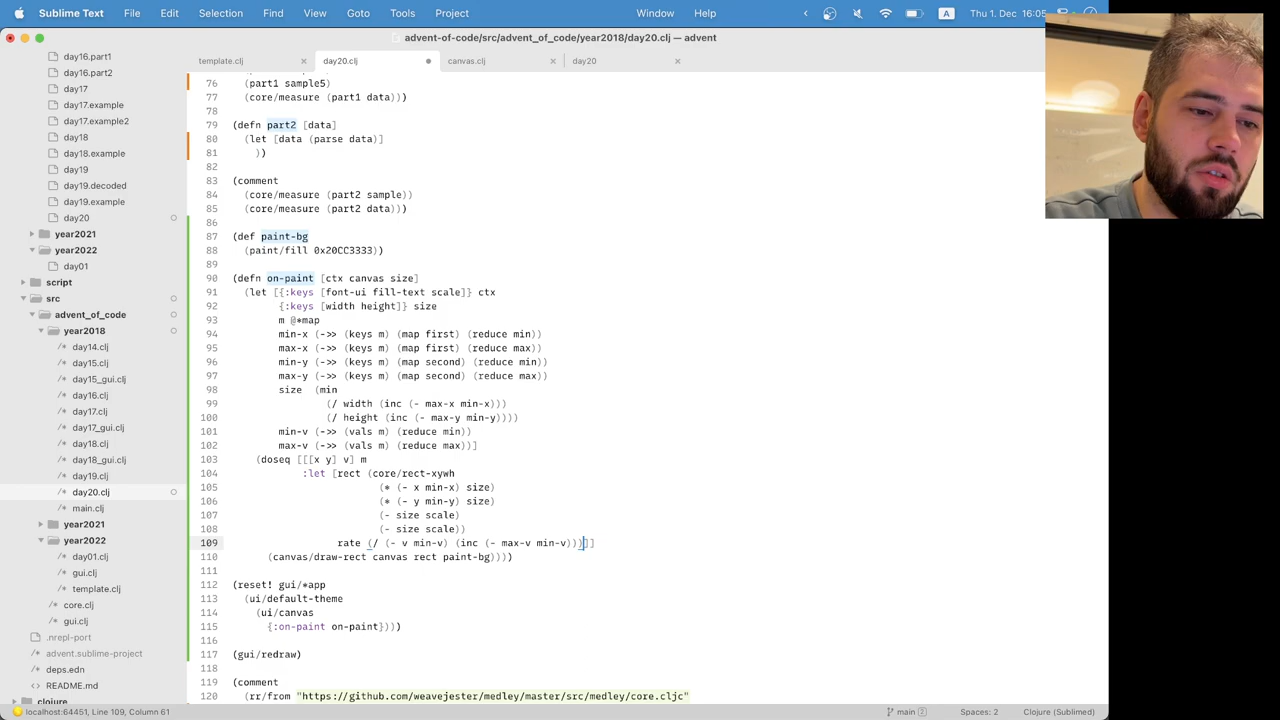 Sublime Text File Edit Selection Find View Goto Tools Project Window Help Thu 1. Dec 16:05
advent-of-code/src/advent_of_code/year2018/day20.clj — advent
template.clj day20.clj canvas.clj day20
day16.part1
day16.part2
day17
day17.example
day17.example2
day18
day18.example
day19
day19.decoded
day19.example
day20
year2021
year2022
day01
script
src
advent_of_code
year2018
day14.clj
day15.clj
day15_gui.clj
day16.clj
day17.clj
day17_gui.clj
day18.clj
day18_gui.clj
day19.clj
day20.clj
main.clj
year2021
year2022
day01.clj
gui.clj
template.clj
core.clj
gui.clj
.nrepl-port
advent.sublime-project
deps.edn
README.md
clojure
76 (part1 sample5)
77 (core/measure (part1 data)))
78
79 (defn part2 [data]
80 (let [data (parse data)]
81 ))
82
83 (comment
84 (core/measure (part2 sample))
85 (core/measure (part2 data)))
86
87 (def paint-bg
88 (paint/fill 0x20CC3333))
89
90 (defn on-paint [ctx canvas size]
91 (let [{:keys [font-ui fill-text scale]} ctx
92 {:keys [width height]} size
93 m @*map
94 min-x (->> (keys m) (map first) (reduce min))
95 max-x (->> (keys m) (map first) (reduce max))
96 min-y (->> (keys m) (map second) (reduce min))
97 max-y (->> (keys m) (map second) (reduce max))
98 size (min
99 (/ width (inc (- max-x min-x)))
100 (/ height (inc (- max-y min-y))))
101 min-v (->> (vals m) (reduce min))
102 max-v (->> (vals m) (reduce max))]
103 (doseq [[[x y] v] m
104 :let [rect (core/rect-xywh
105 (* (- x min-x) size)
106 (* (- y min-y) size)
107 (- size scale)
108 (- size scale))
109 rate (/ (- v min-v) (inc (- max-v min-v)))]]
110 (canvas/draw-rect canvas rect paint-bg))))
111
112 (reset! gui/*app
113 (ui/default-theme
114 (ui/canvas
115 {:on-paint on-paint})))
116
117 (gui/redraw)
118
119 (comment
120 (rr/from "https://github.com/weavejester/medley/master/src/medley/core.cljc"
localhost:64451, Line 109, Column 61 main 2 Spaces: 2 Clojure (Sublimed)